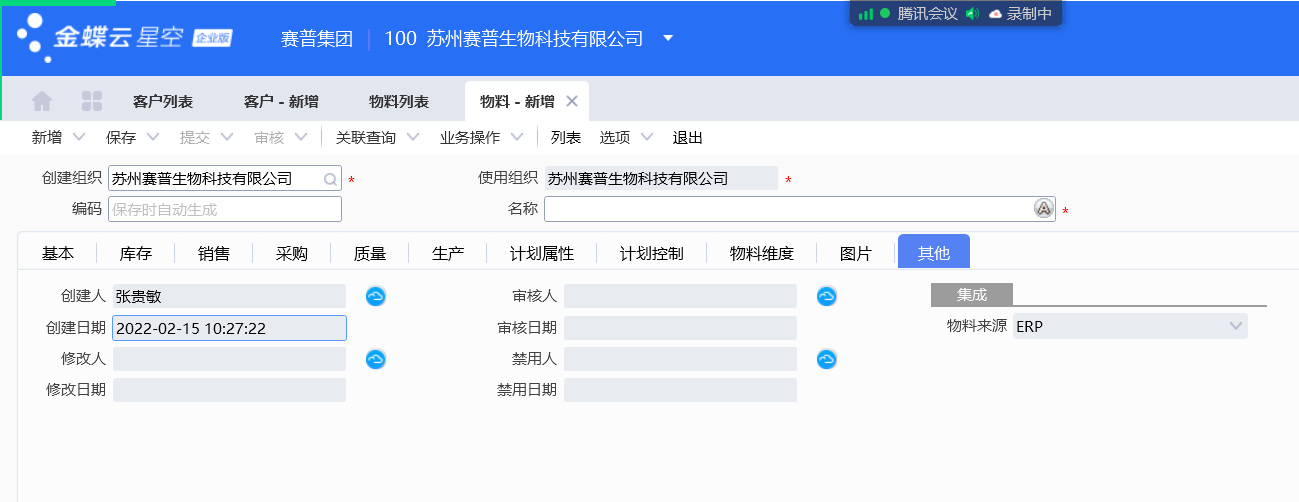 腾讯会议 录制中
金蝶云 星空 企业版 赛普集团 100 苏州赛普生物科技有限公司
客户列表 客户 - 新增 物料列表 物料 - 新增
新增 保存 提交 审核 关联查询 业务操作 列表 选项 退出
创建组织 苏州赛普生物科技有限公司 * 使用组织 苏州赛普生物科技有限公司 *
编码 保存时自动生成 名称 A *
基本 库存 销售 采购 质量 生产 计划属性 计划控制 物料维度 图片 其他
创建人 张贵敏 审核人 集成
创建日期 2022-02-15 10:27:22 审核日期 物料来源 ERP
修改人 禁用人
修改日期 禁用日期